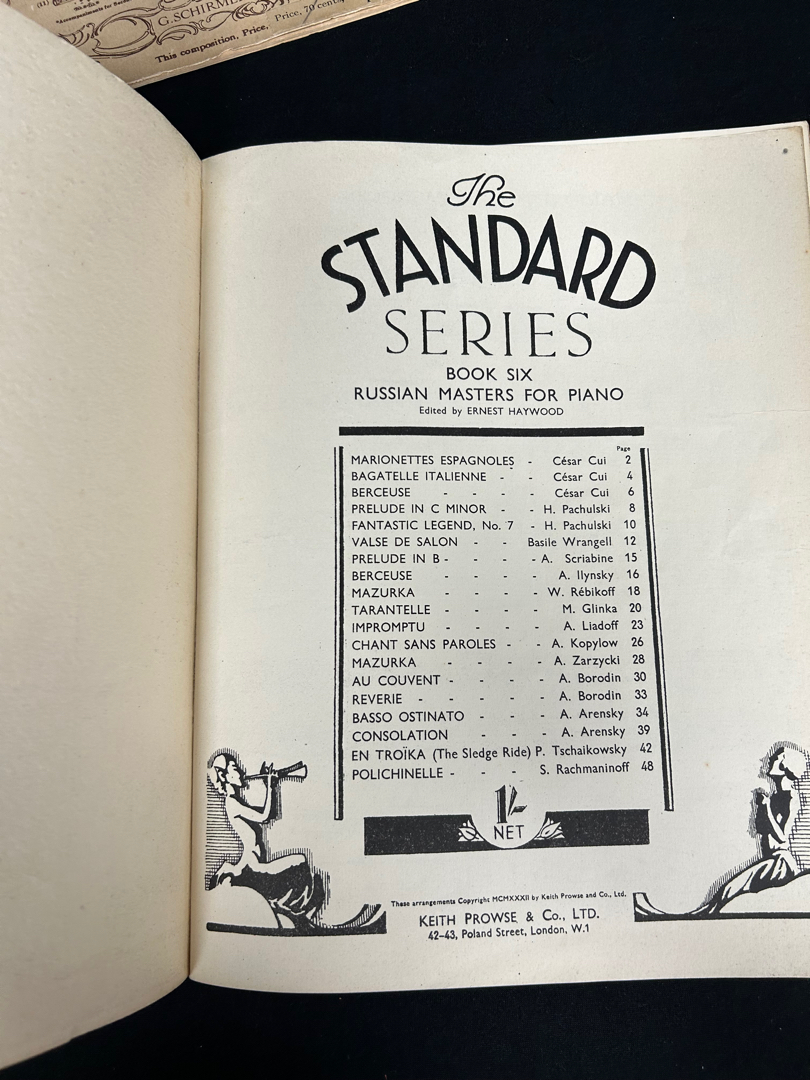 G. SCHIRMER
This composition, Price, Price, 70 cents,
The
STANDARD
SERIES
BOOK SIX
RUSSIAN MASTERS FOR PIANO
Edited by ERNEST HAYWOOD
Page
MARIONETTES ESPAGNOLES - César Cui 2
BAGATELLE ITALIENNE - - César Cui 4
BERCEUSE - - - - César Cui 6
PRELUDE IN C MINOR - - H. Pachulski 8
FANTASTIC LEGEND, No. 7 - H. Pachulski 10
VALSE DE SALON - - Basile Wrangell 12
PRELUDE IN B - - - - A. Scriabine 15
BERCEUSE - - - - A. Ilynsky 16
MAZURKA - - - - W. Rébikoff 18
TARANTELLE - - - - M. Glinka 20
IMPROMPTU - - - - A. Liadoff 23
CHANT SANS PAROLES - - A. Kopylow 26
MAZURKA - - - - A. Zarzycki 28
AU COUVENT - - - - A. Borodin 30
REVERIE - - - - - A. Borodin 33
BASSO OSTINATO - - - A. Arensky 34
CONSOLATION - - - A. Arensky 39
EN TROÏKA (The Sledge Ride) P. Tschaikowsky 42
POLICHINELLE - - - S. Rachmaninoff 48
1/-
NET
These arrangements Copyright MCMXXXII by Keith Prowse and Co., Ltd.
KEITH PROWSE & Co., LTD.
42-43, Poland Street, London, W.1